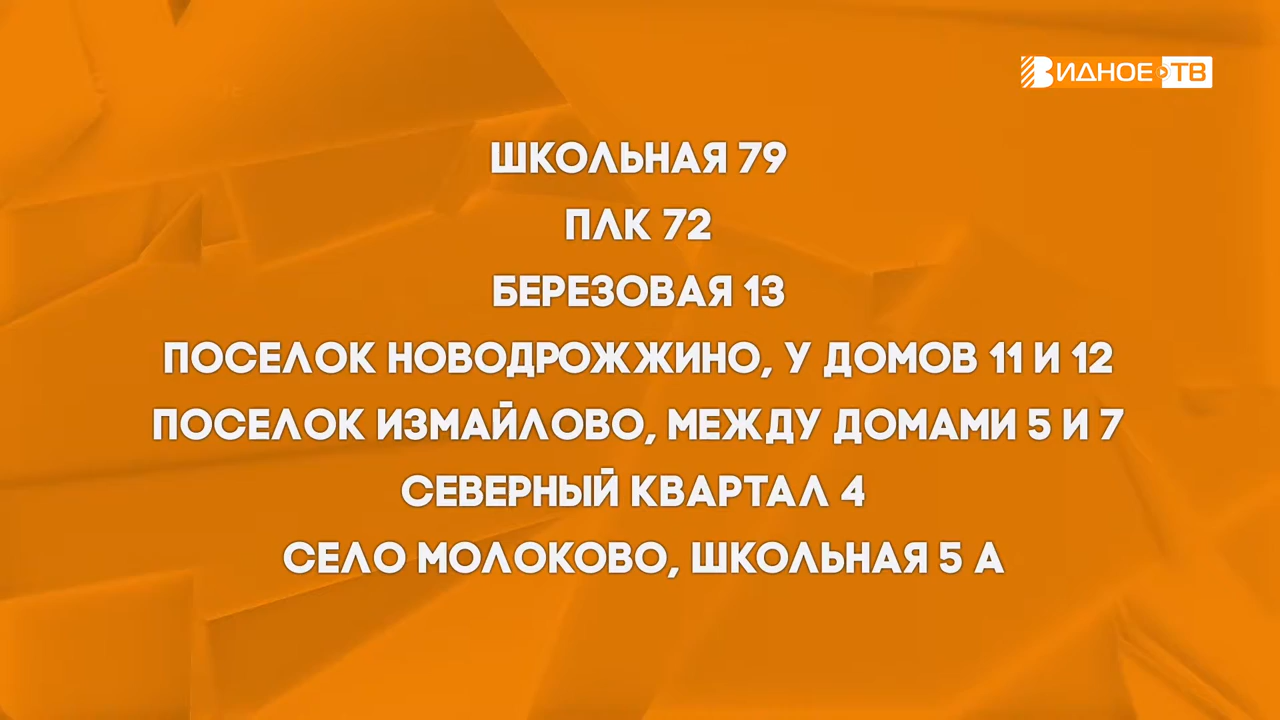 ВИДНОЕ ТВ
ШКОЛЬНАЯ 79
ПЛК 72
БЕРЕЗОВАЯ 13
ПОСЕЛОК НОВОДРОЖЖИНО, У ДОМОВ 11 И 12
ПОСЕЛОК ИЗМАЙЛОВО, МЕЖДУ ДОМАМИ 5 И 7
СЕВЕРНЫЙ КВАРТАЛ 4
СЕЛО МОЛОКОВО, ШКОЛЬНАЯ 5 А